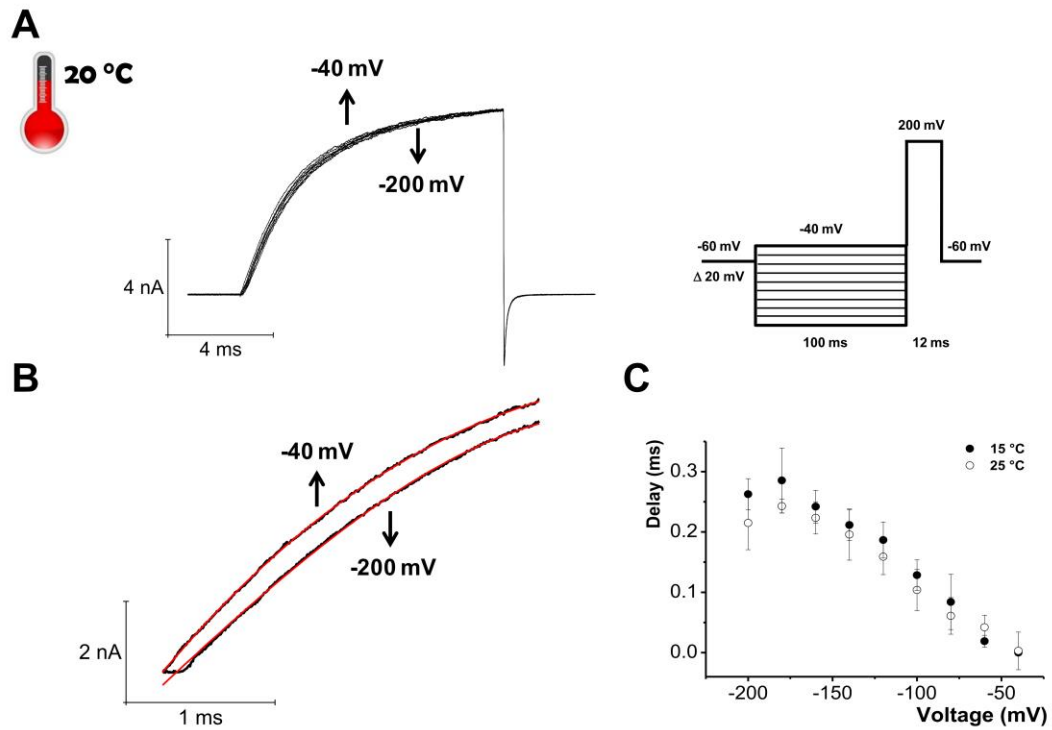 A
20 °C
-40 mV
-200 mV
4 nA
4 ms
200 mV
-40 mV
-60 mV
-60 mV
Δ 20 mV
100 ms
12 ms
B
-40 mV
-200 mV
2 nA
1 ms
C
15 °C
25 °C
Delay (ms)
0.3
0.2
0.1
0.0
-200
-150
-100
-50
Voltage (mV)